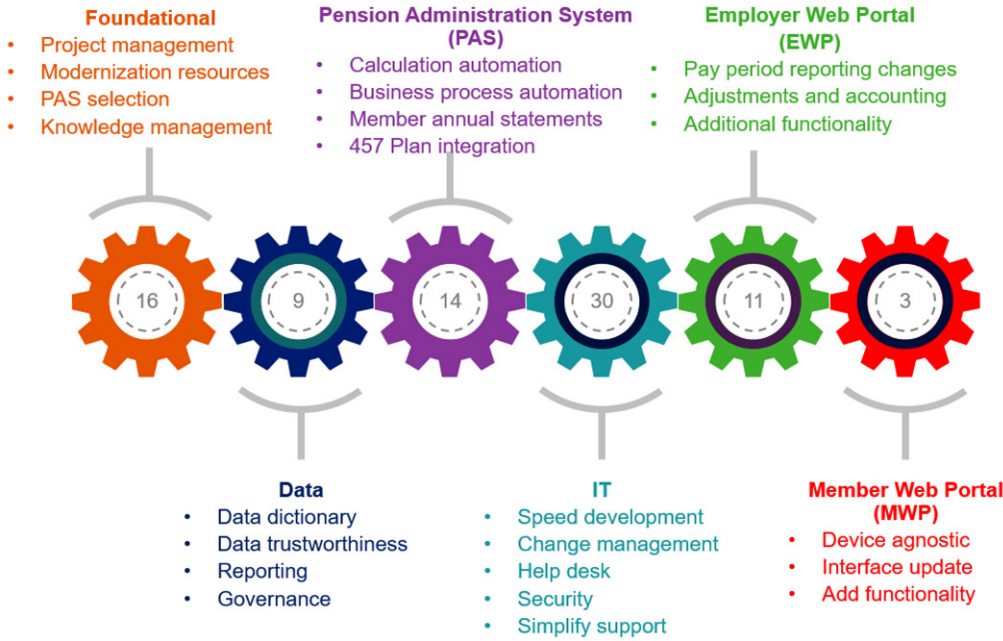 Foundational
• Project management
• Modernization resources
• PAS selection
• Knowledge management
Pension Administration System
(PAS)
• Calculation automation
• Business process automation
• Member annual statements
• 457 Plan integration
Employer Web Portal
(EWP)
• Pay period reporting changes
• Adjustments and accounting
• Additional functionality
16
9
14
30
11
3
Data
• Data dictionary
• Data trustworthiness
• Reporting
• Governance
IT
• Speed development
• Change management
• Help desk
• Security
• Simplify support
Member Web Portal
(MWP)
• Device agnostic
• Interface update
• Add functionality